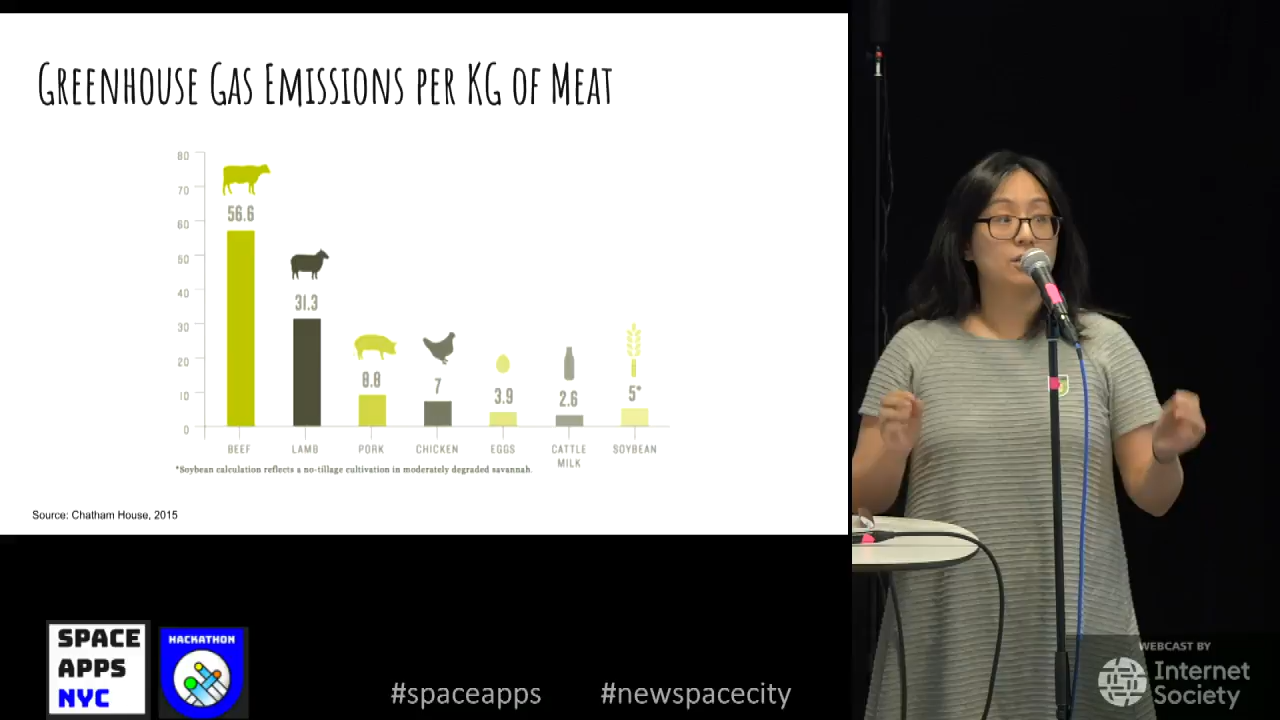 GREENHOUSE GAS EMISSIONS PER KG OF MEAT
80
70
60
50
40
30
20
10
0
56.6
31.3
8.8
7
3.9
2.6
5*
BEEF
LAMB
PORK
CHICKEN
EGGS
CATTLE
MILK
SOYBEAN
*Soybean calculation reflects a no-tillage cultivation in moderately degraded savannah.
Source: Chatham House, 2015
SPACE
APPS
NYC
HACKATHON
#spaceapps #newspacecity
WEBCAST BY
Internet
Society